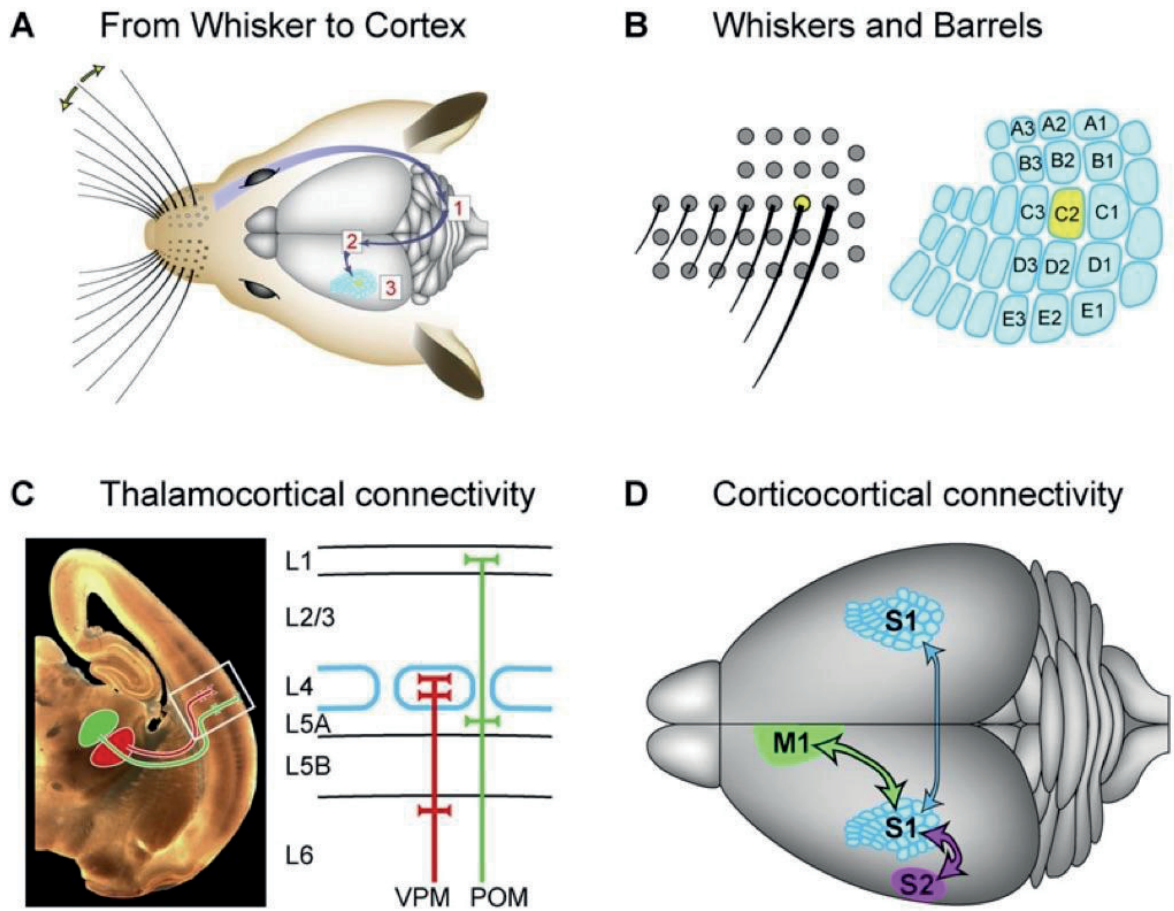 A From Whisker to Cortex
1
2
3
B Whiskers and Barrels
A3 A2 A1
B3 B2 B1
C3 C2 C1
D3 D2 D1
E3 E2 E1
C Thalamocortical connectivity
L1
L2/3
L4
L5A
L5B
L6
VPM POM
D Corticocortical connectivity
S1
M1
S1
S2